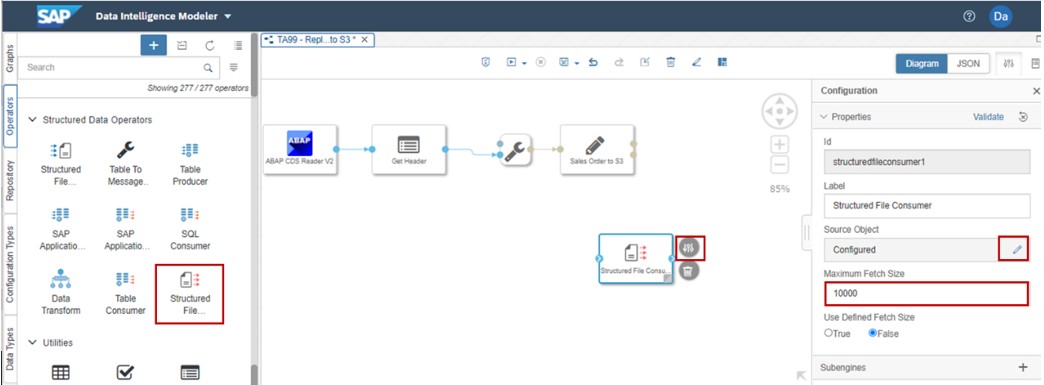 SAP Data Intelligence Modeler
Da
Graphs
Operators
Repository
Configuration Types
Data Types
+
Search
Showing 277 / 277 operators
Structured Data Operators
Structured File...
Table To Message...
Table Producer
SAP Applicatio...
SAP Applicatio...
SQL Consumer
Data Transform
Table Consumer
Structured File...
Utilities
TA99 - Repl...to S3 * ×
Diagram
JSON
ABAP
ABAP CDS Reader V2
Get Header
Sales Order to S3
Structured File Consu...
85%
Configuration
Properties
Validate
Id
structuredfileconsumer1
Label
Structured File Consumer
Source Object
Configured
Maximum Fetch Size
10000
Use Defined Fetch Size
True
False
Subengines
+